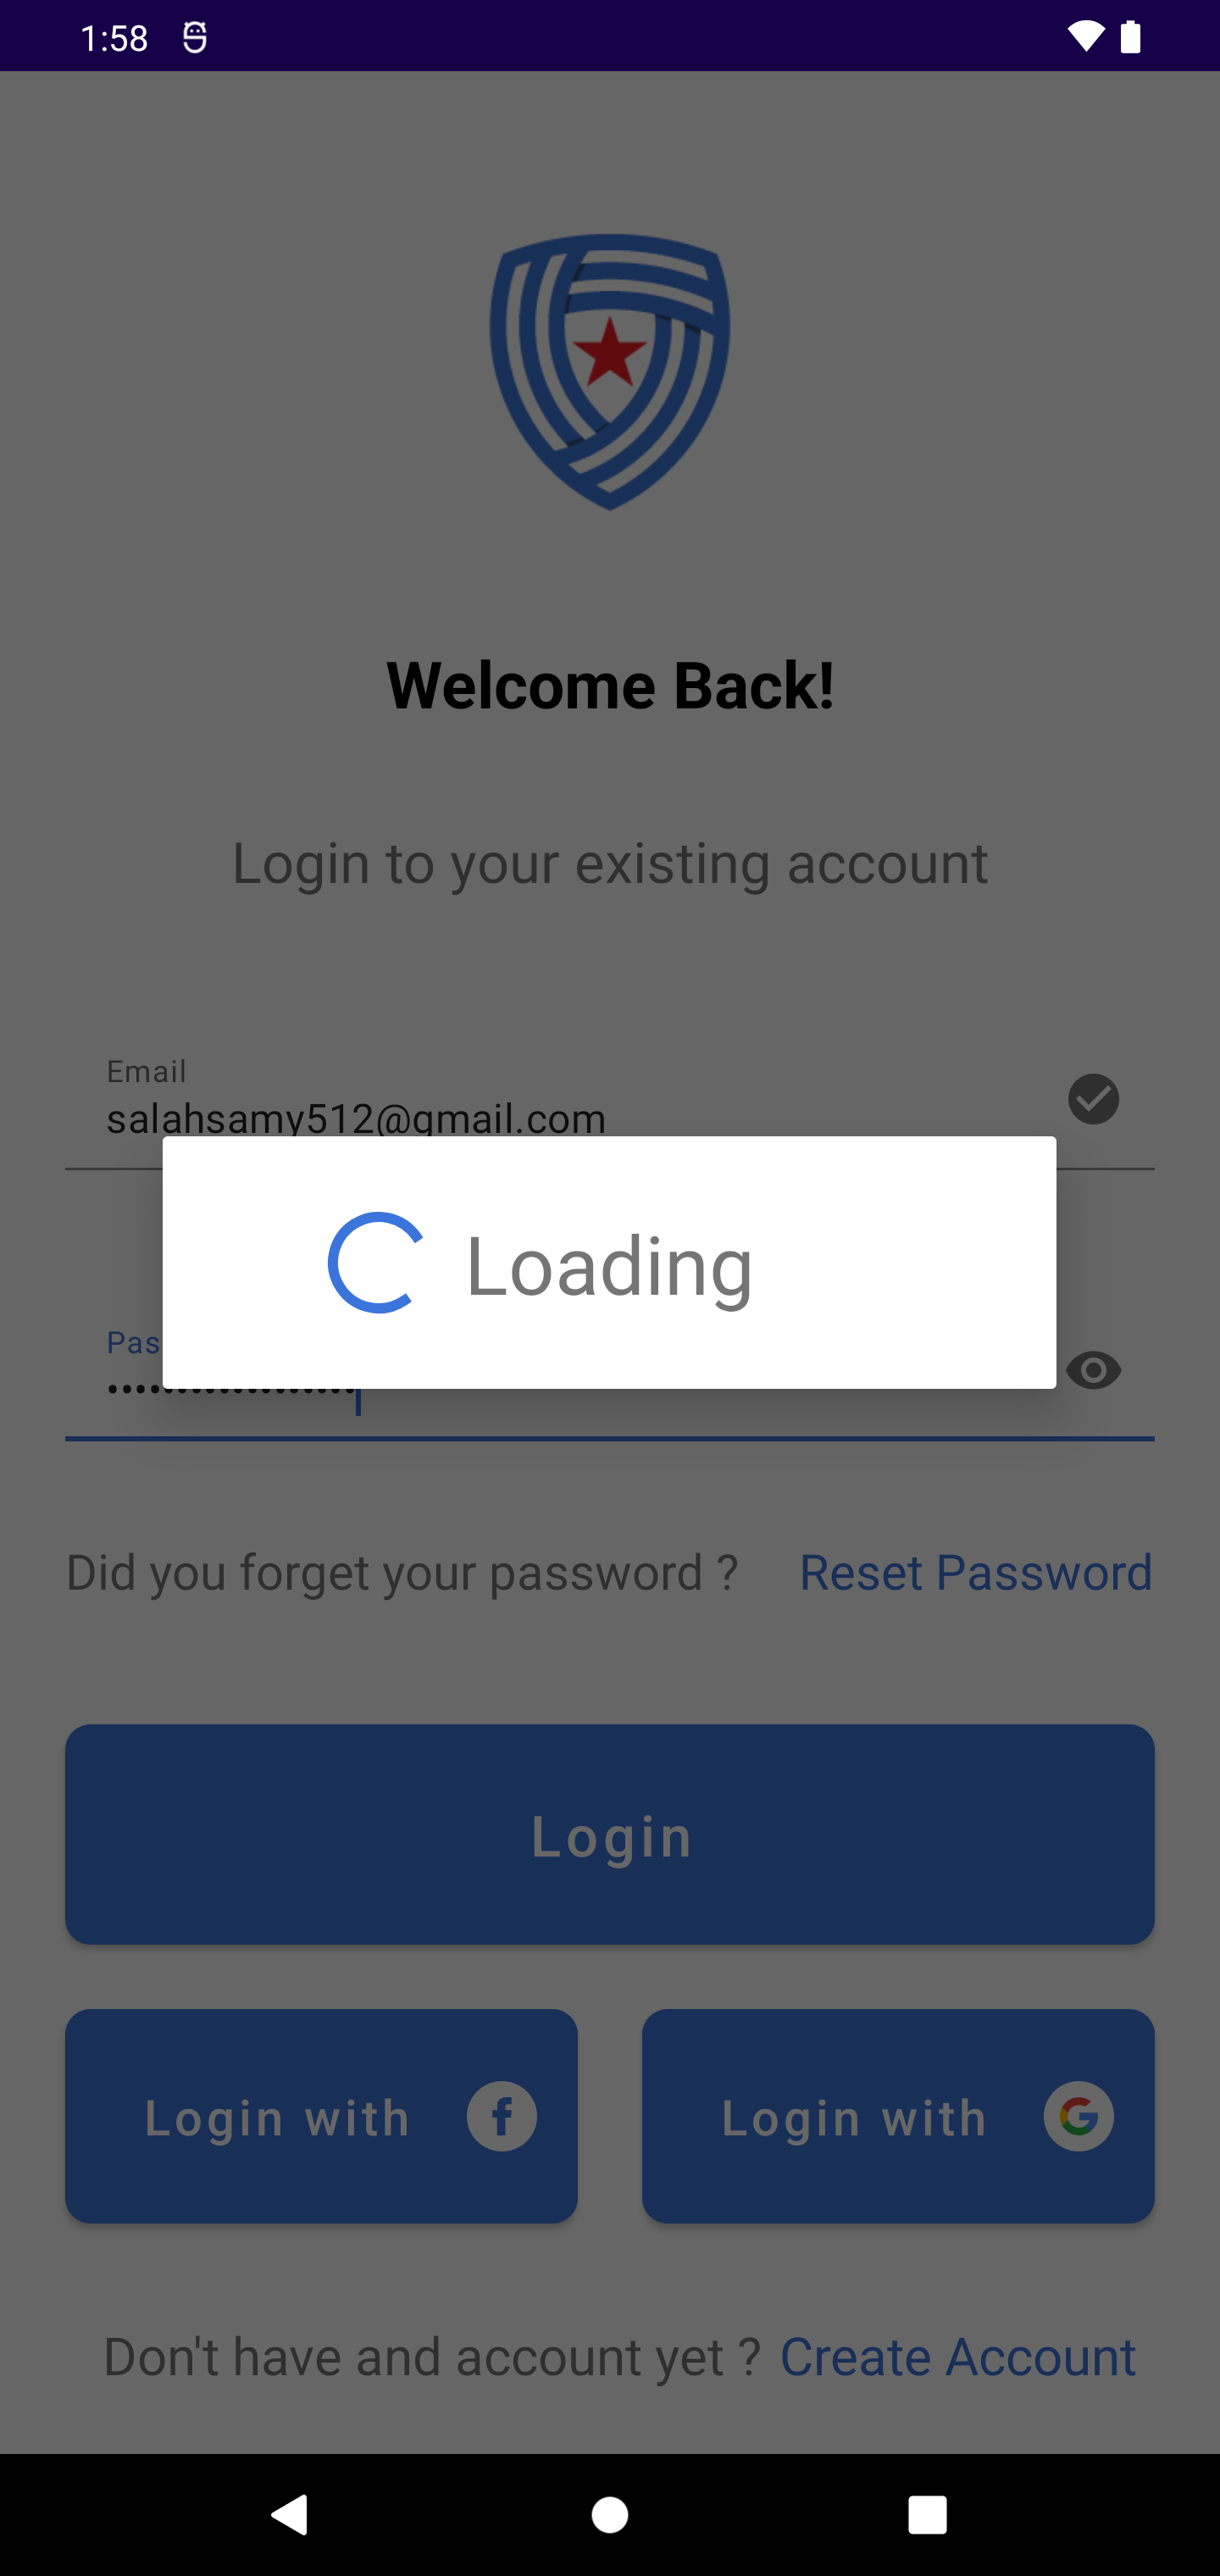 1:58
Welcome Back!
Login to your existing account
Email
salahsamy512@gmail.com
Loading
Pas
Did you forget your password ? Reset Password
Login
Login with
Login with
Don't have and account yet ? Create Account